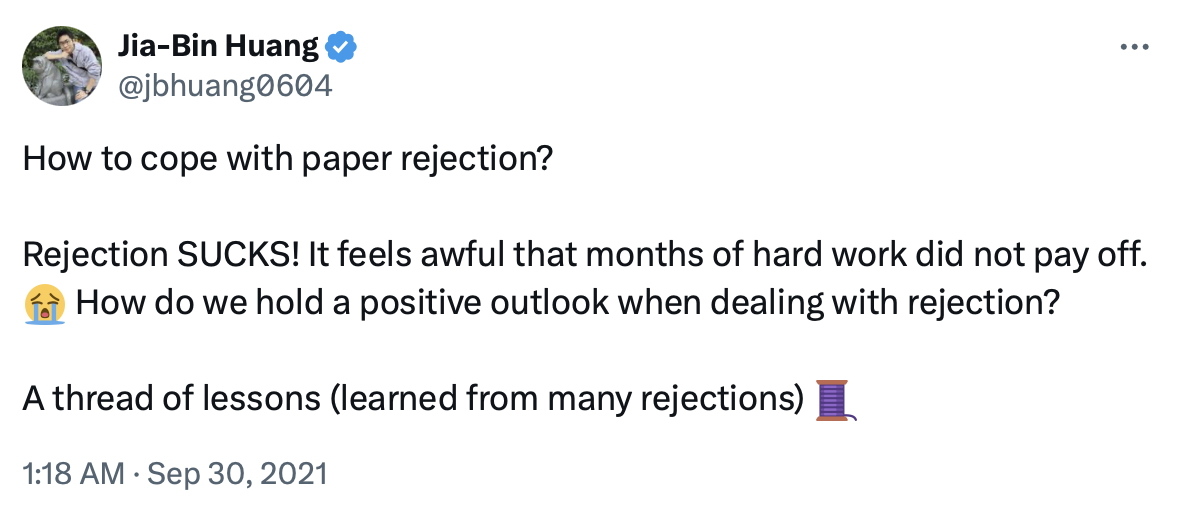 Jia-Bin Huang
@jbhuang0604
How to cope with paper rejection?
Rejection SUCKS! It feels awful that months of hard work did not pay off.
😭 How do we hold a positive outlook when dealing with rejection?
A thread of lessons (learned from many rejections) 🧵
1:18 AM · Sep 30, 2021